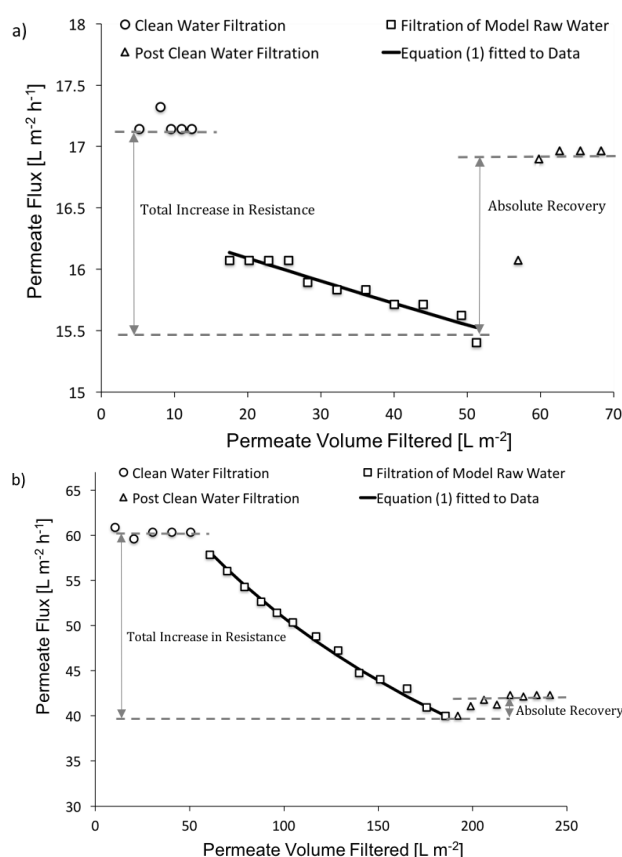 a)
Clean Water Filtration
Filtration of Model Raw Water
Post Clean Water Filtration
Equation (1) fitted to Data
18
17.5
17
16.5
16
15.5
15
Permeate Flux [L m-2 h-1]
Total Increase in Resistance
Absolute Recovery
0 10 20 30 40 50 60 70
Permeate Volume Filtered [L m-2]
b)
Clean Water Filtration
Filtration of Model Raw Water
Post Clean Water Filtration
Equation (1) fitted to Data
65
60
55
50
45
40
35
30
Permeate Flux [L m-2 h-1]
Total Increase in Resistance
Absolute Recovery
0 50 100 150 200 250
Permeate Volume Filtered [L m-2]